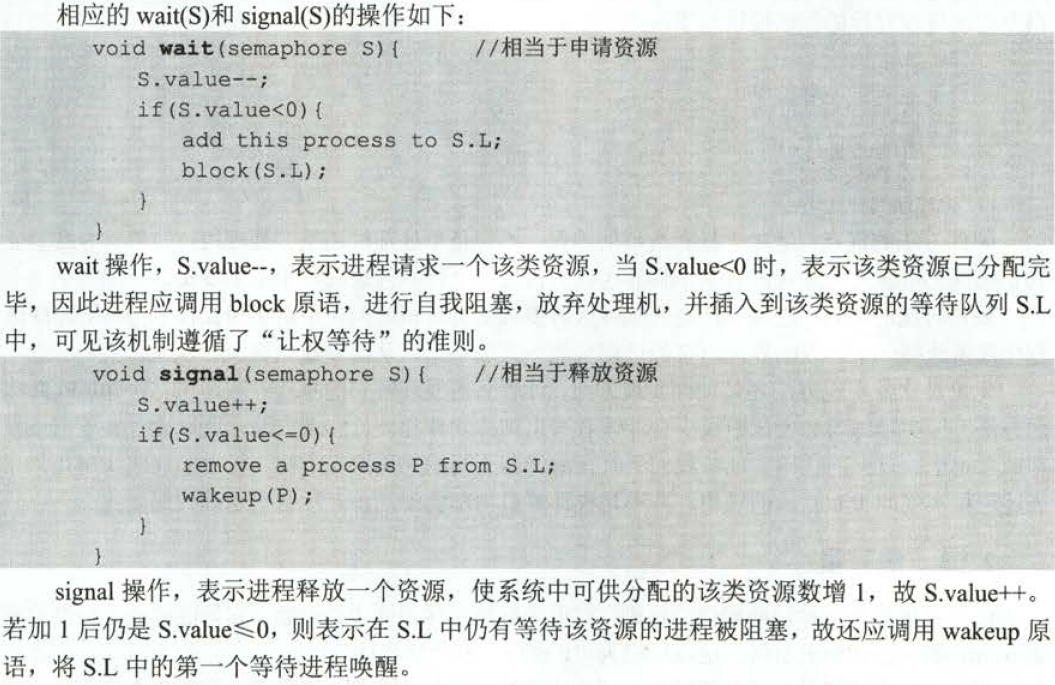 相应的 wait(S)和 signal(S)的操作如下：
void wait(semaphore S){ //相当于申请资源
S.value--;
if(S.value<0){
add this process to S.L;
block(S.L);
}
}
wait 操作，S.value--，表示进程请求一个该类资源，当 S.value<0 时，表示该类资源已分配完
毕，因此进程应调用 block 原语，进行自我阻塞，放弃处理机，并插入到该类资源的等待队列 S.L
中，可见该机制遵循了“让权等待”的准则。
void signal(semaphore S){ //相当于释放资源
S.value++;
if(S.value<=0){
remove a process P from S.L;
wakeup(P);
}
}
signal 操作，表示进程释放一个资源，使系统中可供分配的该类资源数增 1，故 S.value++。
若加 1 后仍是 S.value≤0，则表示在 S.L 中仍有等待该资源的进程被阻塞，故还应调用 wakeup 原
语，将 S.L 中的第一个等待进程唤醒。